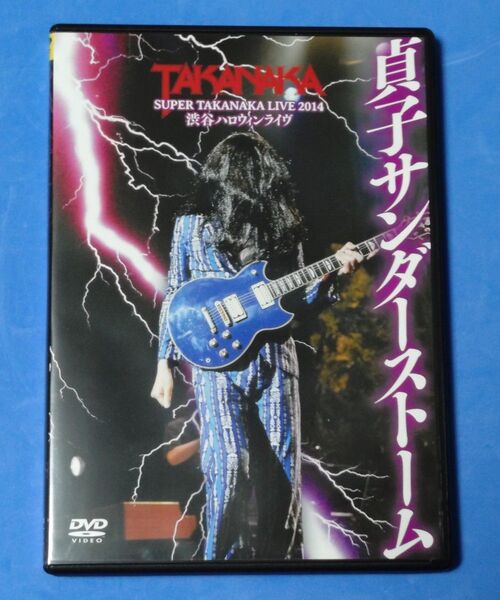 TAKANAKA
SUPER TAKANAKA LIVE 2014
渋谷ハロウィンライヴ
貞子サンダーストーム
DVD
VIDEO